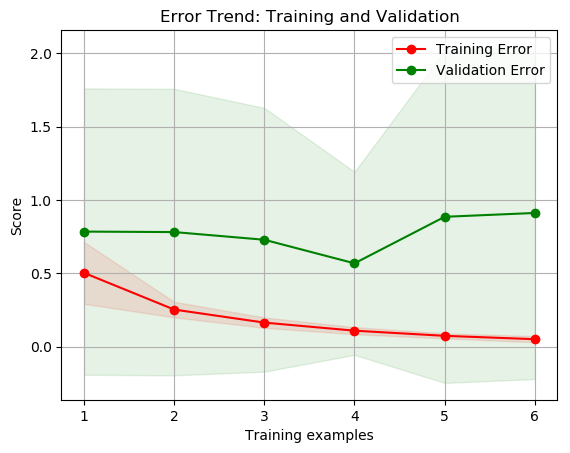 Error Trend: Training and Validation
Training Error
Validation Error
2.0
1.5
1.0
0.5
0.0
Score
1 2 3 4 5 6
Training examples